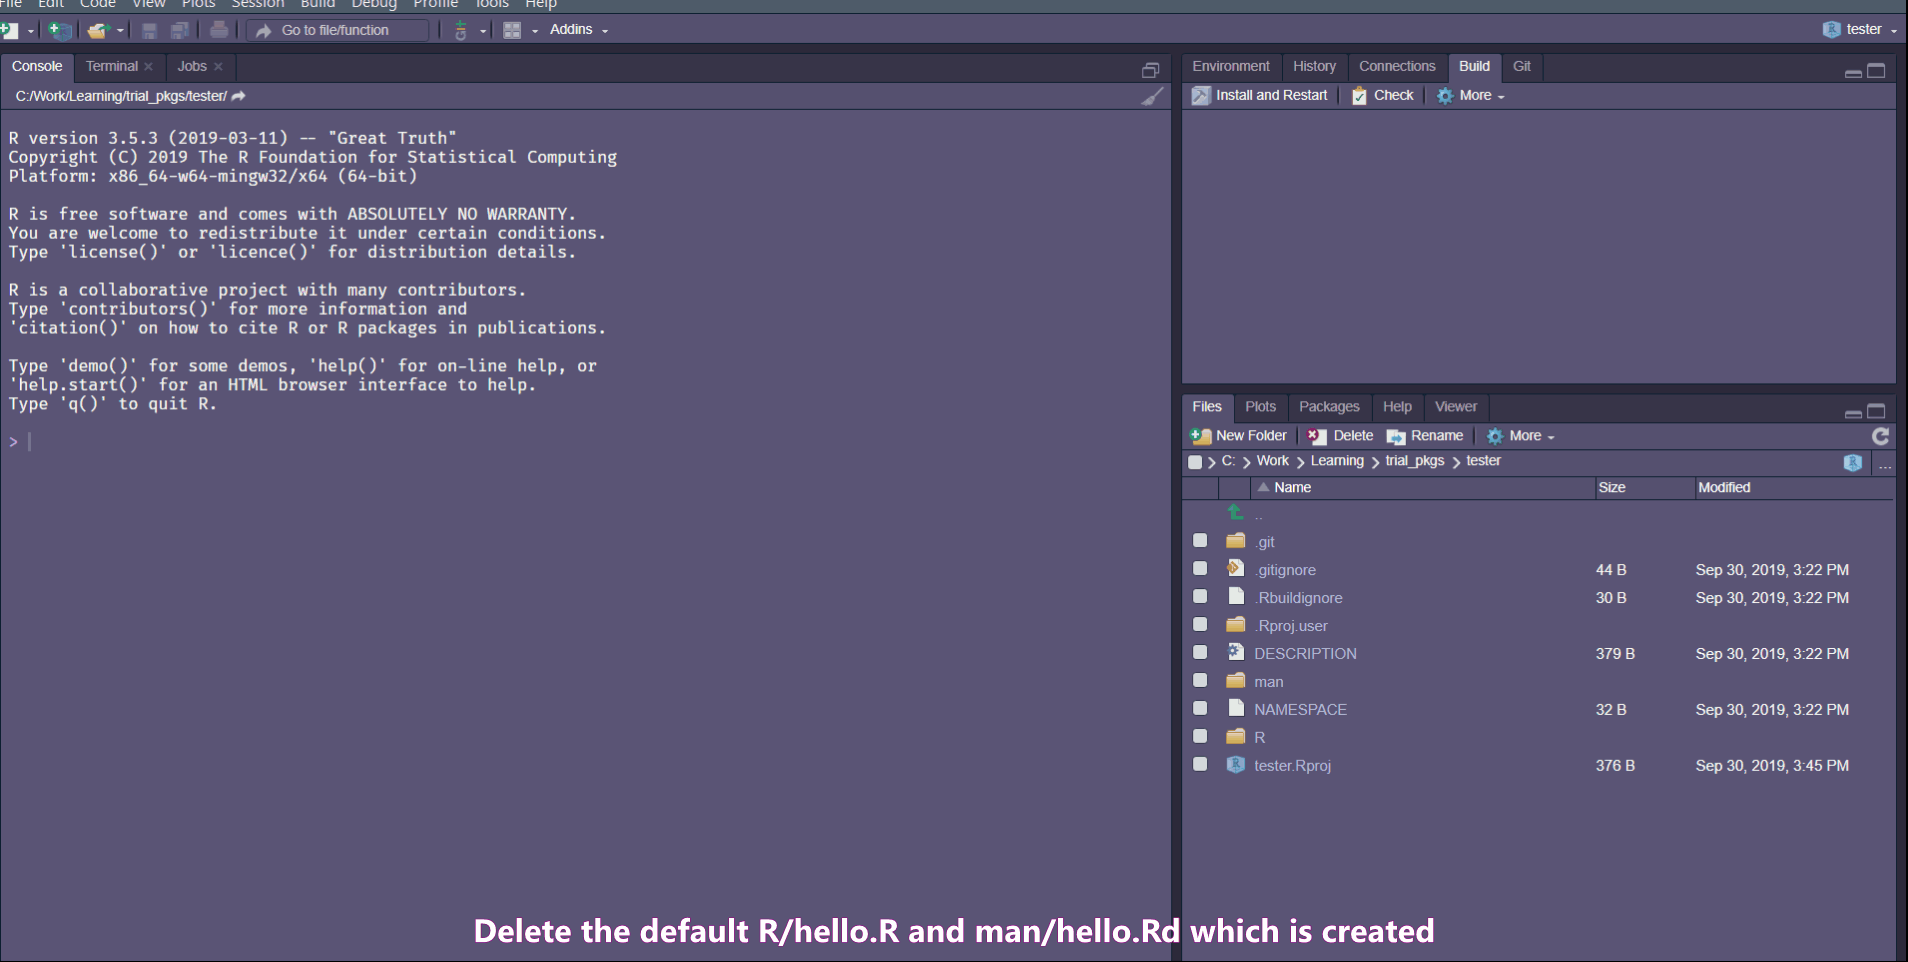 File Edit Code View Plots Session Build Debug Profile Tools Help
Go to file/function Addins tester
Console Terminal Jobs
C:/Work/Learning/trial_pkgs/tester/
R version 3.5.3 (2019-03-11) -- "Great Truth"
Copyright (C) 2019 The R Foundation for Statistical Computing
Platform: x86_64-w64-mingw32/x64 (64-bit)
R is free software and comes with ABSOLUTELY NO WARRANTY.
You are welcome to redistribute it under certain conditions.
Type 'license()' or 'licence()' for distribution details.
R is a collaborative project with many contributors.
Type 'contributors()' for more information and
'citation()' on how to cite R or R packages in publications.
Type 'demo()' for some demos, 'help()' for on-line help, or
'help.start()' for an HTML browser interface to help.
Type 'q()' to quit R.
>
Environment History Connections Build Git
Install and Restart Check More
Files Plots Packages Help Viewer
New Folder Delete Rename More
C: Work Learning trial_pkgs tester ...
Name Size Modified
..
.git
.gitignore 44 B Sep 30, 2019, 3:22 PM
.Rbuildignore 30 B Sep 30, 2019, 3:22 PM
.Rproj.user
DESCRIPTION 379 B Sep 30, 2019, 3:22 PM
man
NAMESPACE 32 B Sep 30, 2019, 3:22 PM
R
tester.Rproj 376 B Sep 30, 2019, 3:45 PM
Delete the default R/hello.R and man/hello.Rd which is created